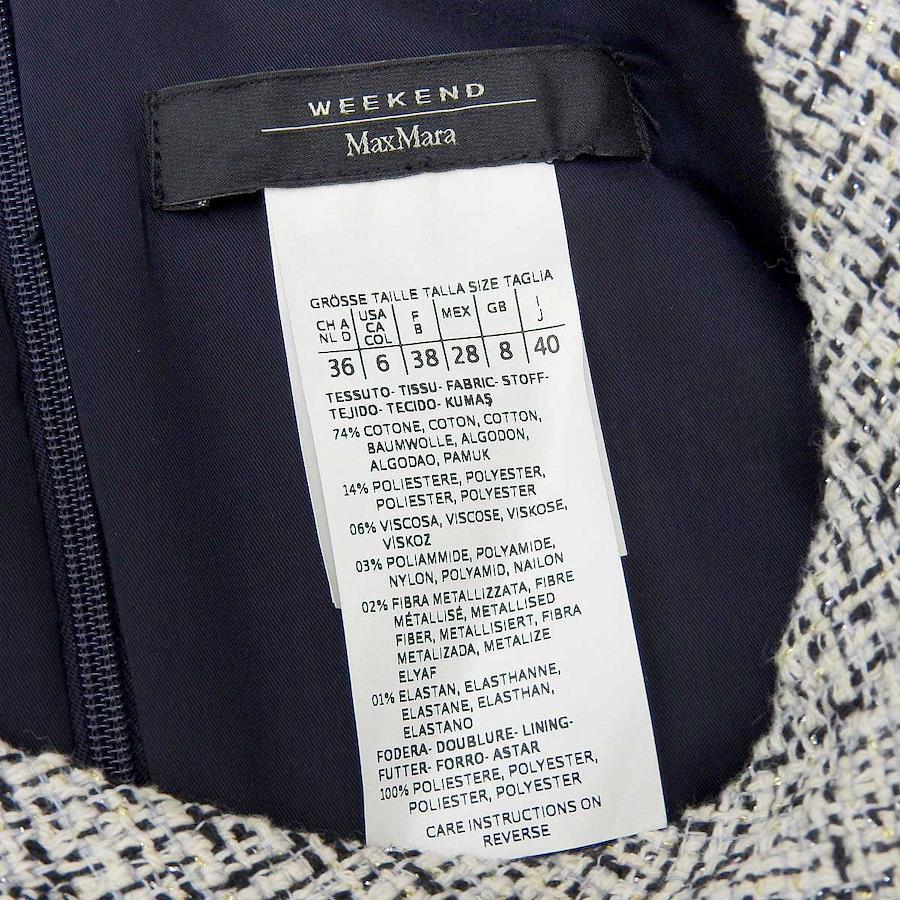 WEEKEND
MaxMara
GRÖSSE TAILLE TALLA SIZE TAGLIA
CH A NL D USA CA COL F B MEX GB I J
36 6 38 28 8 40
TESSUTO- TISSU- FABRIC- STOFF-
TEJIDO- TECIDO- KUMAŞ
74% COTONE, COTON, COTTON,
BAUMWOLLE, ALGODON,
ALGODAO, PAMUK
14% POLIESTERE, POLYESTER,
POLIESTER, POLYESTER
06% VISCOSA, VISCOSE, VISKOSE,
VİSKOZ
03% POLIAMMIDE, POLYAMIDE,
NYLON, POLYAMID, NAILON
02% FIBRA METALLIZZATA, FIBRE
MÉTALLISÉ, METALLISED
FIBER, METALLISIERT, FIBRA
METALIZADA, METALIZE
ELYAF
01% ELASTAN, ELASTHANNE,
ELASTANE, ELASTHAN,
ELASTANO
FODERA- DOUBLURE- LINING-
FUTTER- FORRO- ASTAR
100% POLIESTERE, POLYESTER,
POLIESTER, POLYESTER
CARE INSTRUCTIONS ON
REVERSE